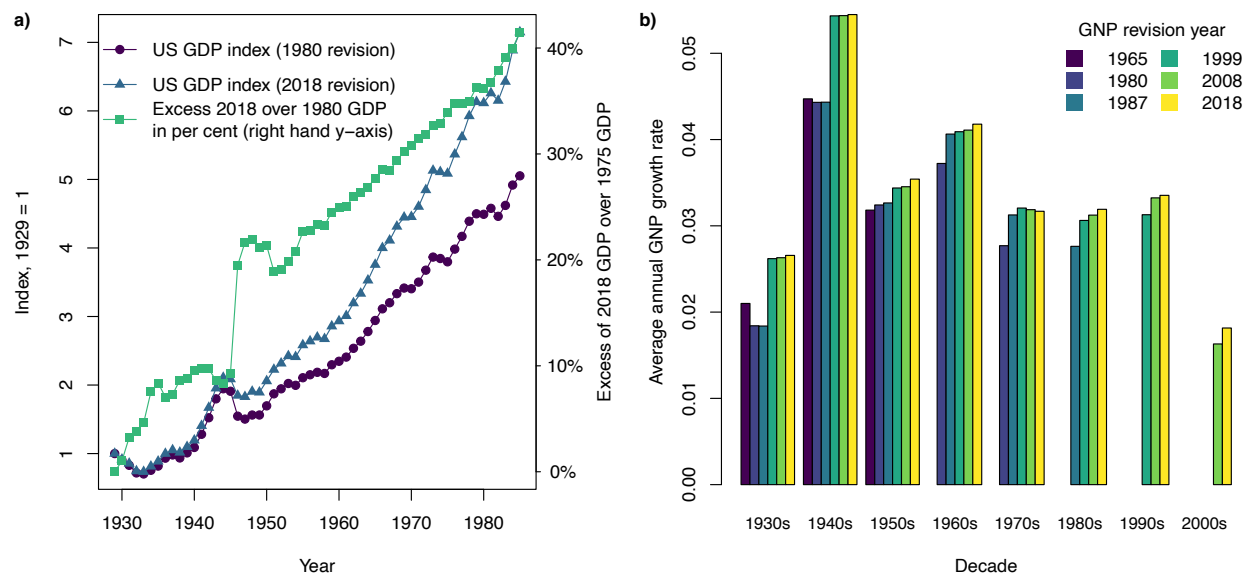 a)
US GDP index (1980 revision)
US GDP index (2018 revision)
Excess 2018 over 1980 GDP
in per cent (right hand y−axis)
Index, 1929 = 1
7
6
5
4
3
2
1
40%
30%
20%
10%
0%
Excess of 2018 GDP over 1975 GDP
1930
1940
1950
1960
1970
1980
Year
b)
GNP revision year
1965
1980
1987
1999
2008
2018
Average annual GNP growth rate
0.05
0.04
0.03
0.02
0.01
0.00
1930s
1940s
1950s
1960s
1970s
1980s
1990s
2000s
Decade